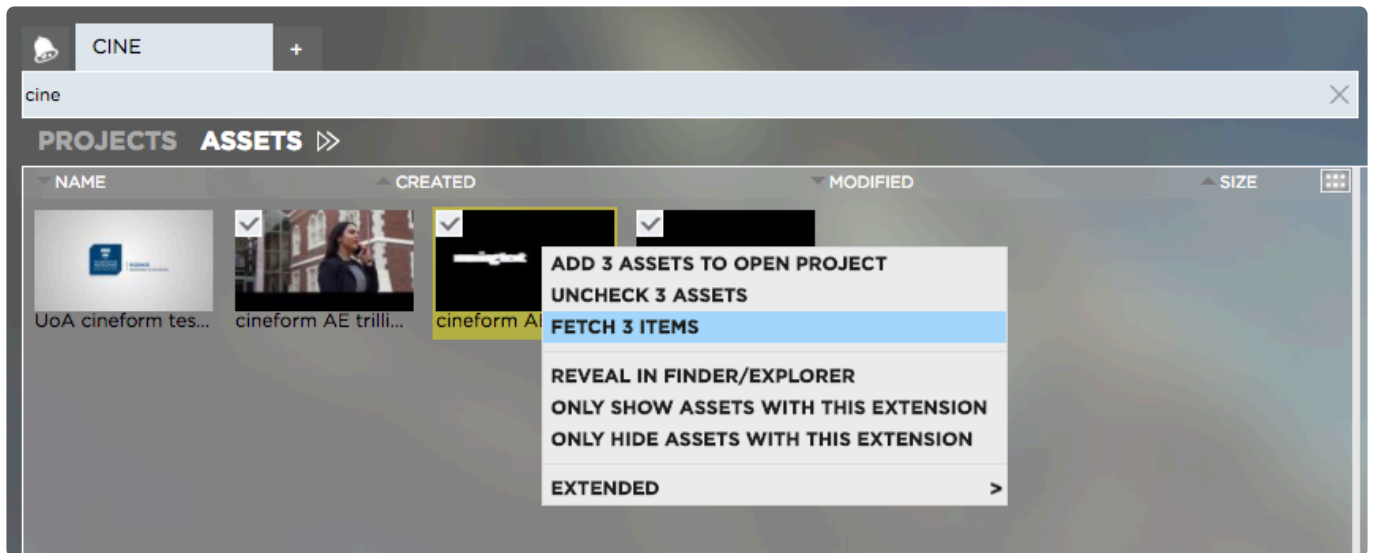 CINE +
cine
PROJECTS ASSETS
NAME CREATED MODIFIED SIZE
ADD 3 ASSETS TO OPEN PROJECT
UNCHECK 3 ASSETS
UoA cineform tes... cineform AE trilli... cineform A
FETCH 3 ITEMS
REVEAL IN FINDER/EXPLORER
ONLY SHOW ASSETS WITH THIS EXTENSION
ONLY HIDE ASSETS WITH THIS EXTENSION
EXTENDED >